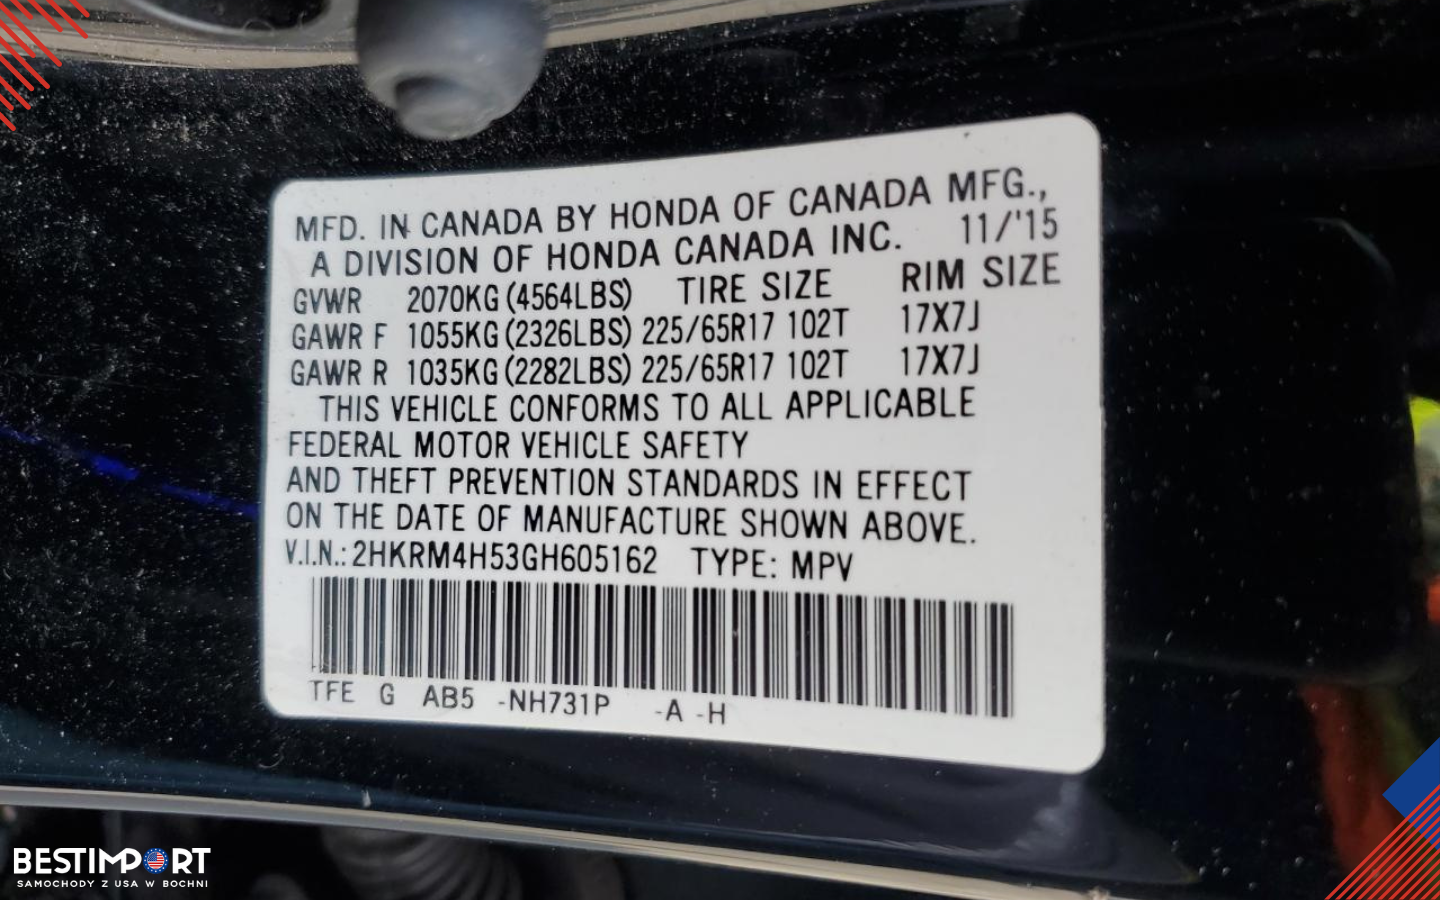 MFD. IN CANADA BY HONDA OF CANADA MFG.,
A DIVISION OF HONDA CANADA INC. 11/'15
GVWR 2070KG (4564LBS) TIRE SIZE RIM SIZE
GAWR F 1055KG (2326LBS) 225/65R17 102T 17X7J
GAWR R 1035KG (2282LBS) 225/65R17 102T 17X7J
THIS VEHICLE CONFORMS TO ALL APPLICABLE
FEDERAL MOTOR VEHICLE SAFETY
AND THEFT PREVENTION STANDARDS IN EFFECT
ON THE DATE OF MANUFACTURE SHOWN ABOVE.
V.I.N.: 2HKRM4H53GH605162 TYPE: MPV
TFE G AB5 -NH731P -A -H
BESTIMPORT
SAMOCHODY Z USA W BOCHNI